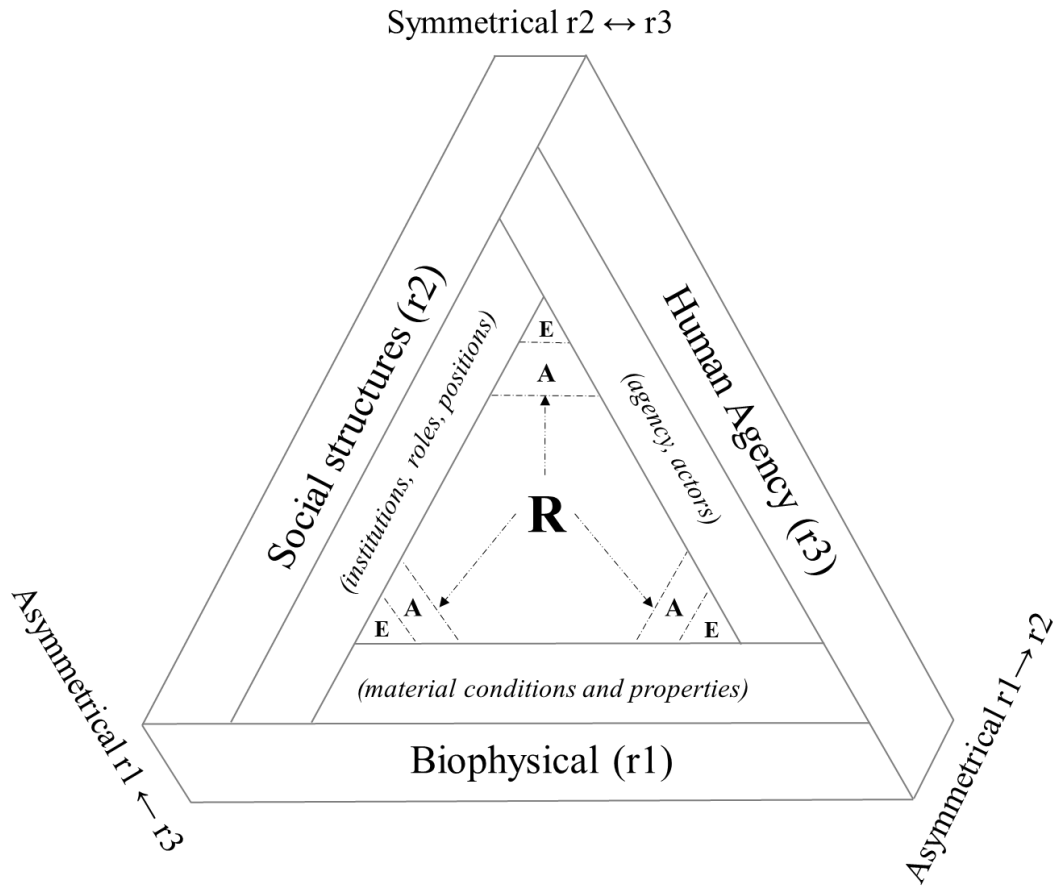 Symmetrical r2 ↔ r3
Social structures (r2)
(institutions, roles, positions)
E
A
(agency, actors)
Human Agency (r3)
R
A
E
A
E
(material conditions and properties)
Biophysical (r1)
Asymmetrical r1 ← r3
Asymmetrical r1→ r2